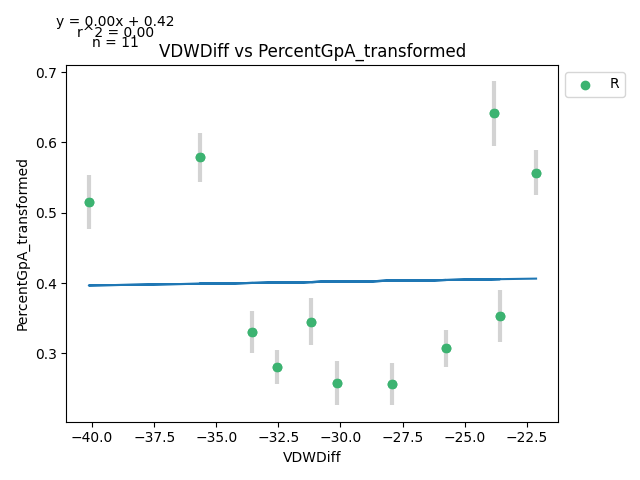 y = 0.00x + 0.42
r^2 = 0.00
n = 11
VDWDiff vs PercentGpA_transformed
R
PercentGpA_transformed
0.7
0.6
0.5
0.4
0.3
−40.0 −37.5 −35.0 −32.5 −30.0 −27.5 −25.0 −22.5
VDWDiff